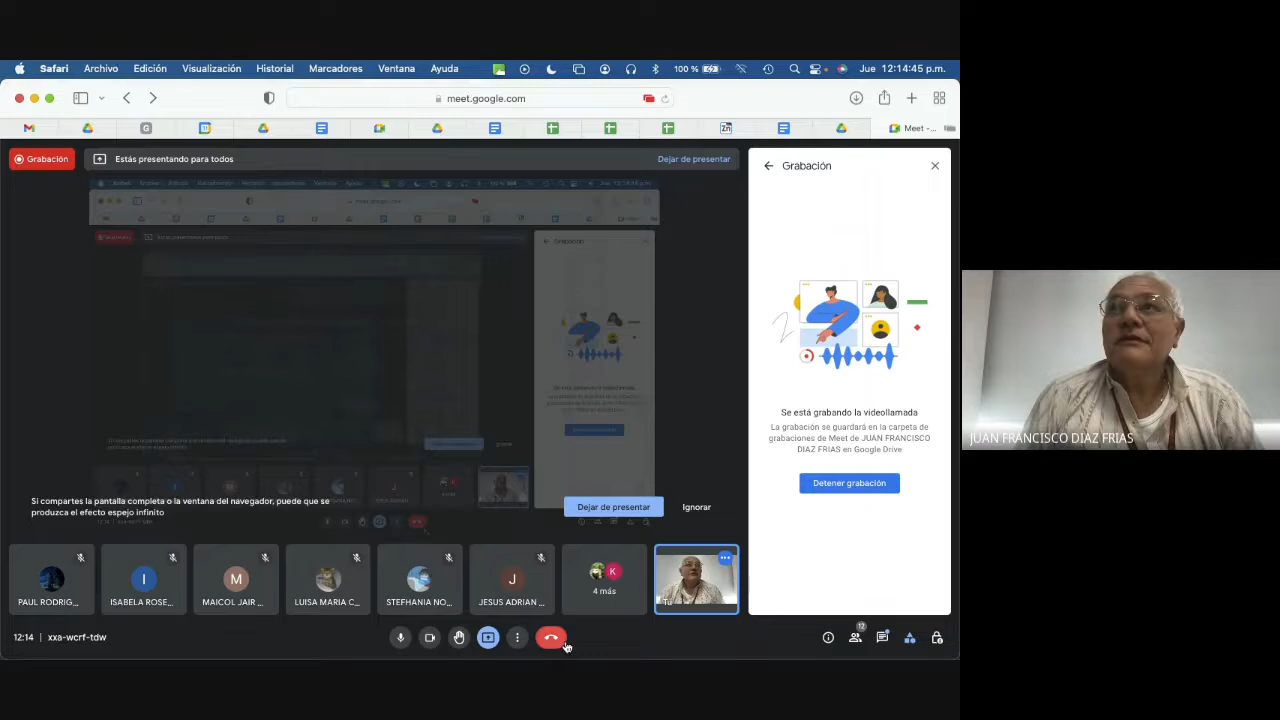 Safari Archivo Edición Visualización Historial Marcadores Ventana Ayuda 100 % Jue 12:14:45 p.m.
meet.google.com
G Zn Meet -...
Grabación Estás presentando para todos Dejar de presentar
Grabación
Se está grabando la videollamada
La grabación se guardará en la carpeta de
grabaciones de Meet de JUAN FRANCISCO
DIAZ FRIAS en Google Drive
Detener grabación
Si compartes la pantalla completa o la ventana del navegador, puede que se
produzca el efecto espejo infinito
Dejar de presentar Ignorar
I M J K
4 más
PAUL RODRIG... ISABELA ROSE... MAICOL JAIR ... LUISA MARIA C... STEFHANIA NO... JESUS ADRIAN ... Tú
12:14 | xxa-wcrf-tdw
12
JUAN FRANCISCO DIAZ FRIAS